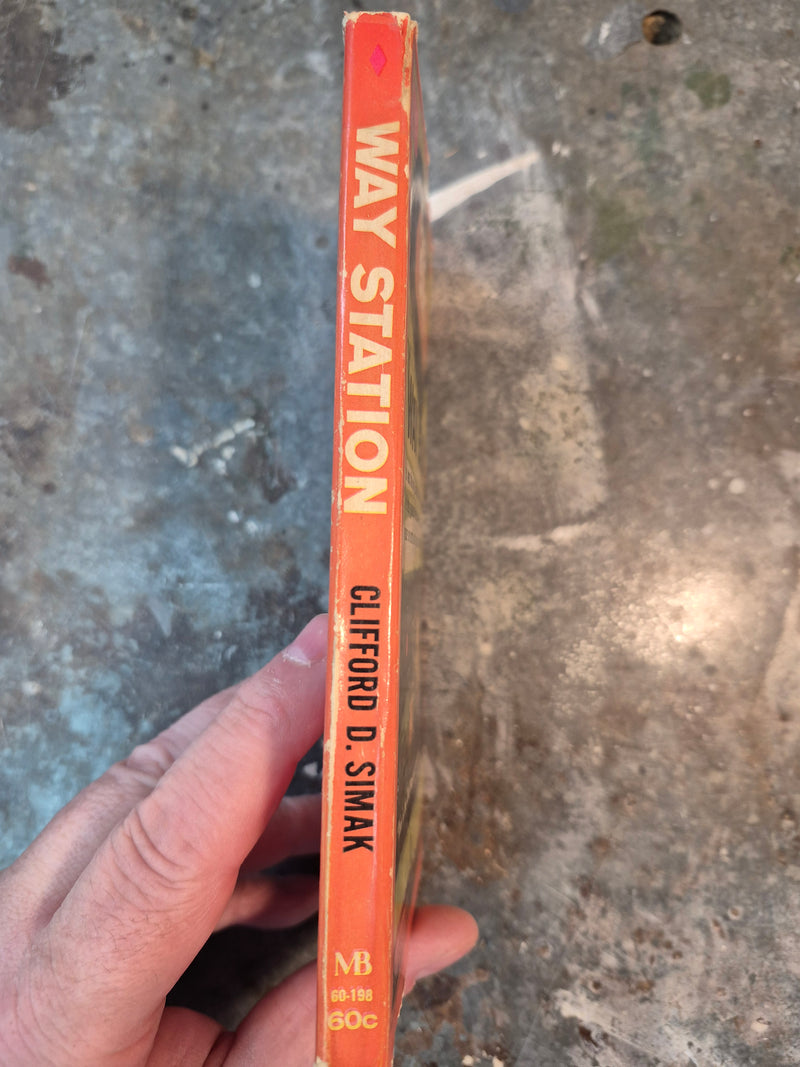 WAY STATION
CLIFFORD D. SIMAK
MB
60-198
60c